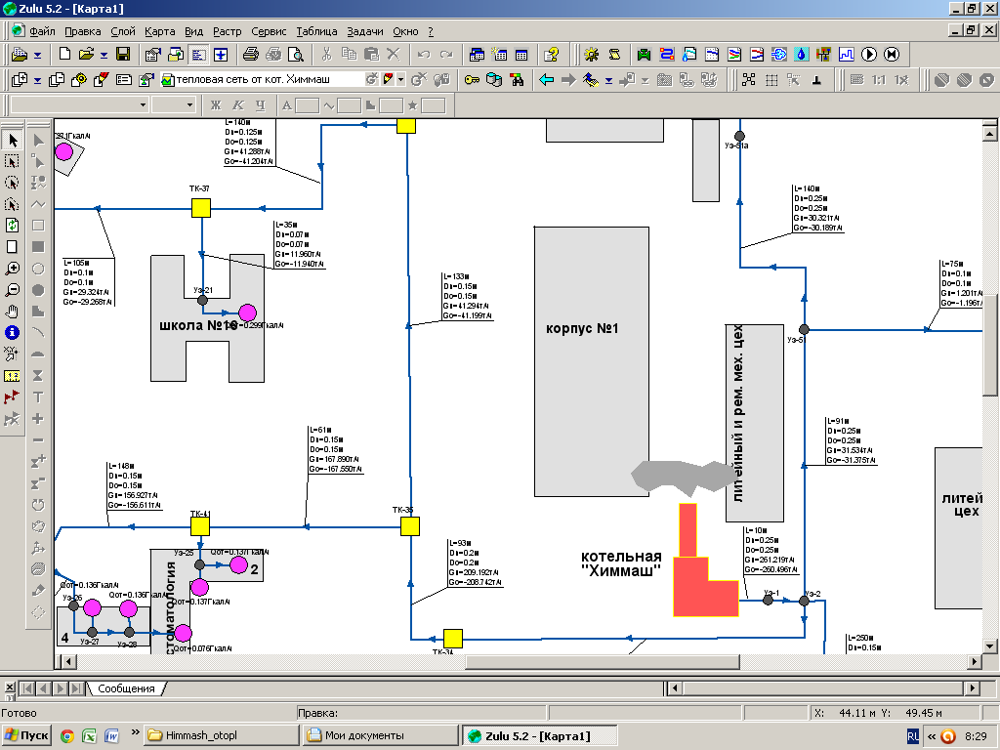 Zulu 5.2 - [Карта1]
Файл Правка Слой Карта Вид Растр Сервис Таблица Задачи Окно ?
тепловая сеть от кот. Химмаш
1:1
Ж К Ч
L=140м
Dп=0.125м
Dо=0.125м
Gп=41.288т/ч
Gо=-41.204т/ч
Уз-51a
ТК-37
L=140м
Dп=0.25м
Dо=0.25м
Gп=30.321т/ч
Gо=-30.189т/ч
L=35м
Dп=0.07м
Dо=0.07м
Gп=11.960т/ч
Gо=-11.940т/ч
L=105м
Dп=0.1м
Dо=0.1м
Gп=29.324т/ч
Gо=-29.268т/ч
L=75м
Dп=0.1м
Dо=0.1м
Gп=1.201т/ч
Gо=-1.196т/ч
L=133м
Dп=0.15м
Dо=0.15м
Gп=41.294т/ч
Gо=-41.199т/ч
Уз-21
школа №16
корпус №1
литейный и рем. мех. цех
Уз-5
L=91м
Dп=0.25м
Dо=0.25м
Gп=31.534т/ч
Gо=-31.375т/ч
L=61м
Dп=0.15м
Dо=0.15м
Gп=167.890т/ч
Gо=-167.550т/ч
L=148м
Dп=0.15м
Dо=0.15м
Gп=156.927т/ч
Gо=-156.611т/ч
литей
цех
ТК-41
ТК-35
L=10м
Dп=0.25м
Dо=0.25м
Gп=261.219т/ч
Gо=-260.496т/ч
L=93м
Dп=0.2м
Dо=0.2м
Gп=209.192т/ч
Gо=-208.742т/ч
котельная
"Химмаш"
Уз-25
Qот=0.137Гкал/ч
2
Qот=0.137Гкал/ч
Qот=0.136Гкал/ч
Qот=0.136Гкал/ч
стоматология
Уз-1
Уз-2
Уз-26
4
Уз-27
Уз-28
Qот=0.076Гкал/ч
ТК-34
L=250м
Dп=0.15м
Сообщения
Готово
Правка:
X: 44.11 м Y: 49.45 м
Пуск
Himmash_otopl
Мои документы
Zulu 5.2 - [Карта1]
RU
8:29